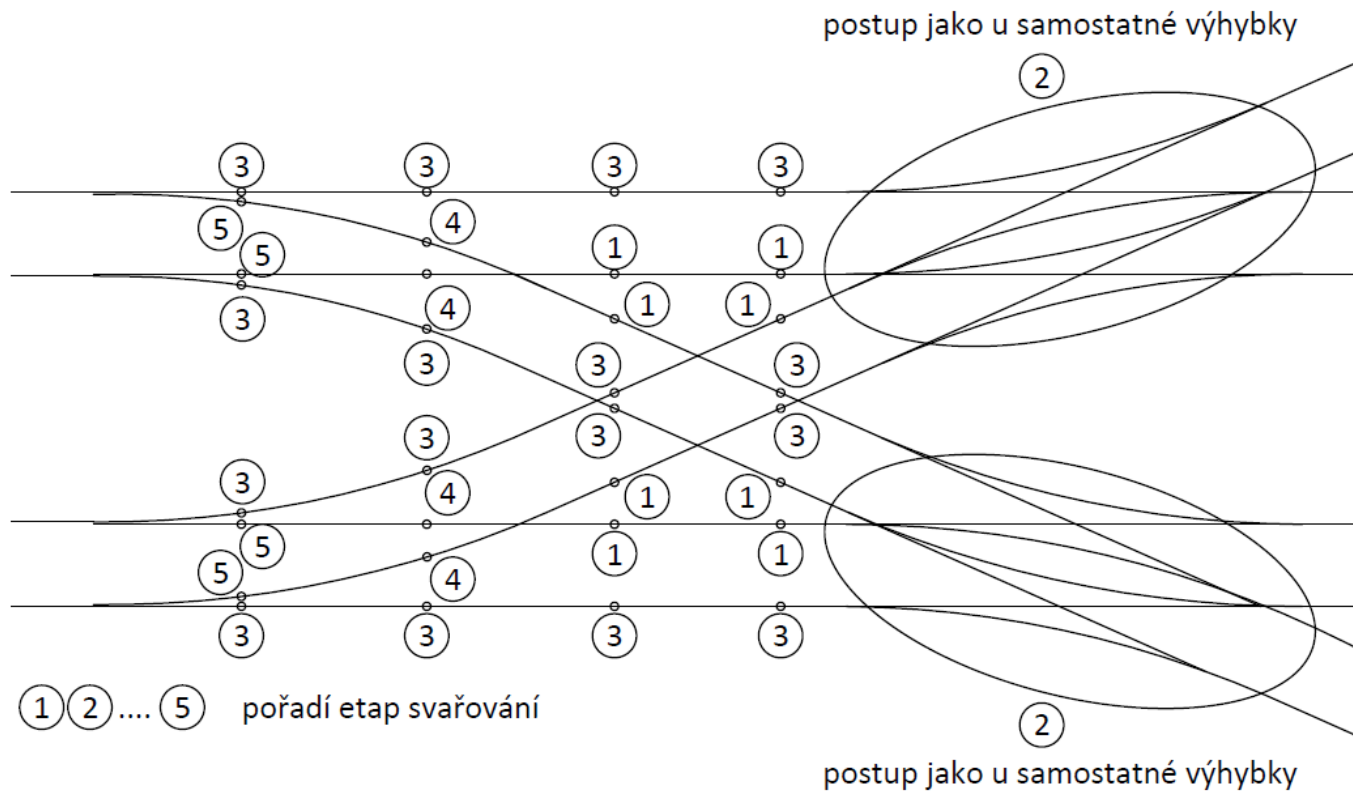 postup jako u samostatné výhybky
2
3 3 3 3
5 4
5 1 1
3 4 1 1
3 3 3
3 3 3
3 4 1 1
5 5 4 1 1
3 3 3 3
1 2 .... 5 pořadí etap svařování
2
postup jako u samostatné výhybky